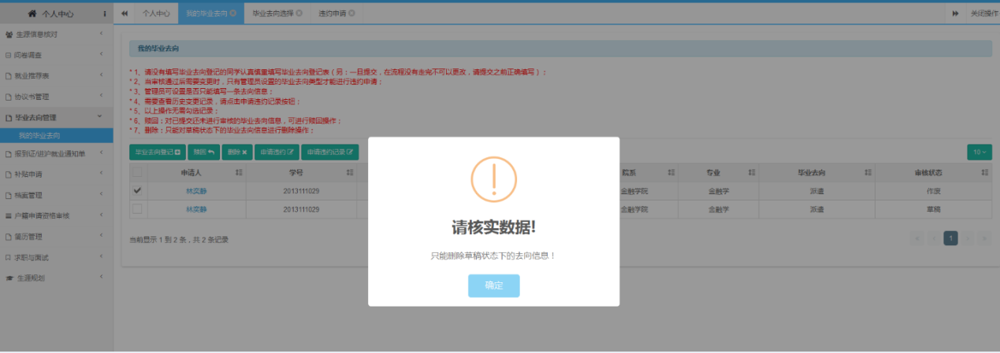 个人中心
个人中心 我的毕业去向 毕业去向选择 违约申请 关闭操作
生源信息核对
问卷调查
就业推荐表
协议书管理
毕业去向管理
我的毕业去向
报到证/进沪就业通知单
补贴申请
档案管理
户籍申请资格审核
简历管理
求职与面试
生涯规划
我的毕业去向
* 1、请没有填写毕业去向登记的同学认真慎重填写毕业去向登记表（另：一旦提交，在流程没有走完不可以更改，请提交之前正确填写）；
* 2、当审核通过后需要变更时，只有管理员设置的毕业去向类型才能进行违约申请；
* 3、管理员可设置是否只能填写一条去向信息；
* 4、需要查看历史变更记录，请点击申请违约记录按钮；
* 5、以上操作无需勾选记录；
* 6、赎回：对已提交还未进行审核的毕业去向信息，可进行赎回操作；
* 7、删除：只能对草稿状态下的毕业去向信息进行删除操作；
毕业去向登记 赎回 删除 申请违约 申请违约记录 10
申请人 学号 院系 专业 毕业去向 审核状态
林奕静 2013111029 金融学院 金融学 派遣 作废
林奕静 2013111029 金融学院 金融学 派遣 草稿
当前显示 1 到 2 条，共 2 条记录
1
请核实数据!
只能删除草稿状态下的去向信息！
确定